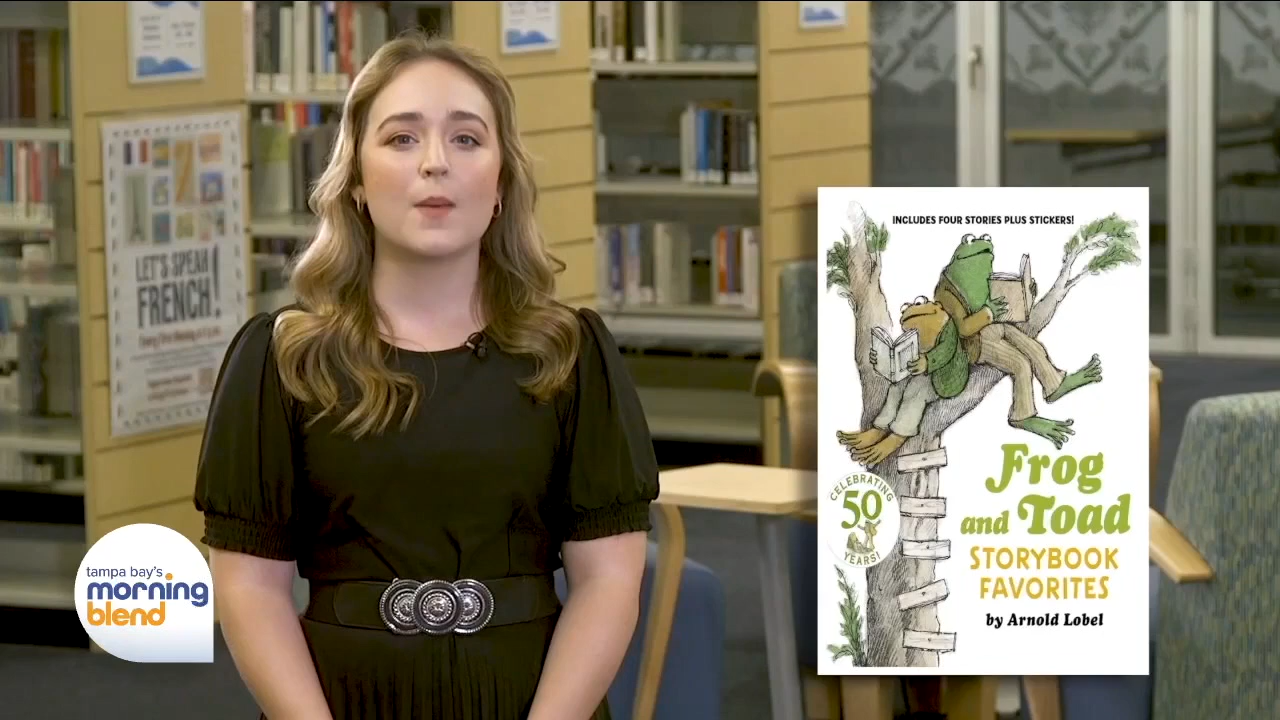 LET'S SPEAK
FRENCH!
INCLUDES FOUR STORIES PLUS STICKERS!
CELEBRATING
50
YEARS!
Frog
and Toad
STORYBOOK
FAVORITES
by Arnold Lobel
tampa bay's
morning
blend